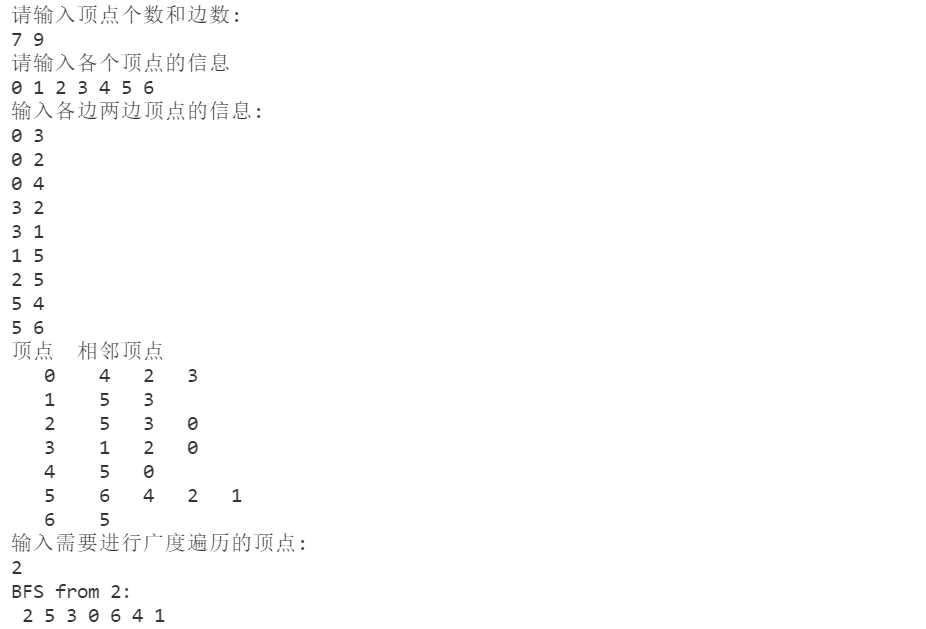 请输入顶点个数和边数:
7 9
请输入各个顶点的信息
0 1 2 3 4 5 6
输入各边两边顶点的信息:
0 3
0 2
0 4
3 2
3 1
1 5
2 5
5 4
5 6
顶点  相邻顶点
   0    4   2   3
   1    5   3
   2    5   3   0
   3    1   2   0
   4    5   0
   5    6   4   2   1
   6    5
输入需要进行广度遍历的顶点:
2
BFS from 2:
 2 5 3 0 6 4 1